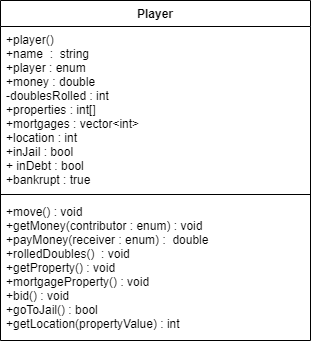 Player
+player()
+name : string
+player : enum
+money : double
-doublesRolled : int
+properties : int[]
+mortgages : vector<int>
+location : int
+inJail : bool
+ inDebt : bool
+bankrupt : true
+move() : void
+getMoney(contributor : enum) : void
+payMoney(receiver : enum) : double
+rolledDoubles() : void
+getProperty() : void
+mortgageProperty() : void
+bid() : void
+goToJail() : bool
+getLocation(propertyValue) : int